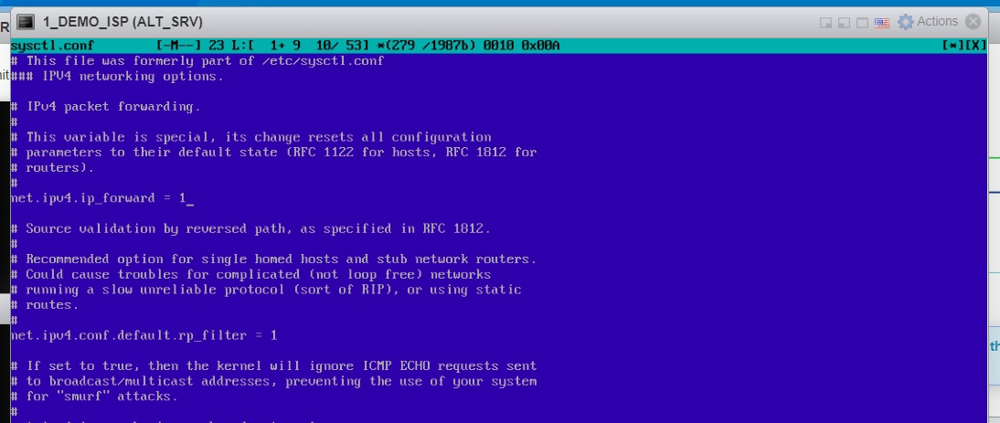 1_DEMO_ISP (ALT_SRV)
Actions
sysctl.conf [-M--] 23 L:[ 1+ 9 10/ 53] *(279 /1987b) 0010 0x00A [*][X]
# This file was formerly part of /etc/sysctl.conf
### IPV4 networking options.
# IPv4 packet forwarding.
#
# This variable is special, its change resets all configuration
# parameters to their default state (RFC 1122 for hosts, RFC 1812 for
# routers).
#
net.ipv4.ip_forward = 1_
# Source validation by reversed path, as specified in RFC 1812.
#
# Recommended option for single homed hosts and stub network routers.
# Could cause troubles for complicated (not loop free) networks
# running a slow unreliable protocol (sort of RIP), or using static
# routes.
#
net.ipv4.conf.default.rp_filter = 1
# If set to true, then the kernel will ignore ICMP ECHO requests sent
# to broadcast/multicast addresses, preventing the use of your system
# for "smurf" attacks.
#